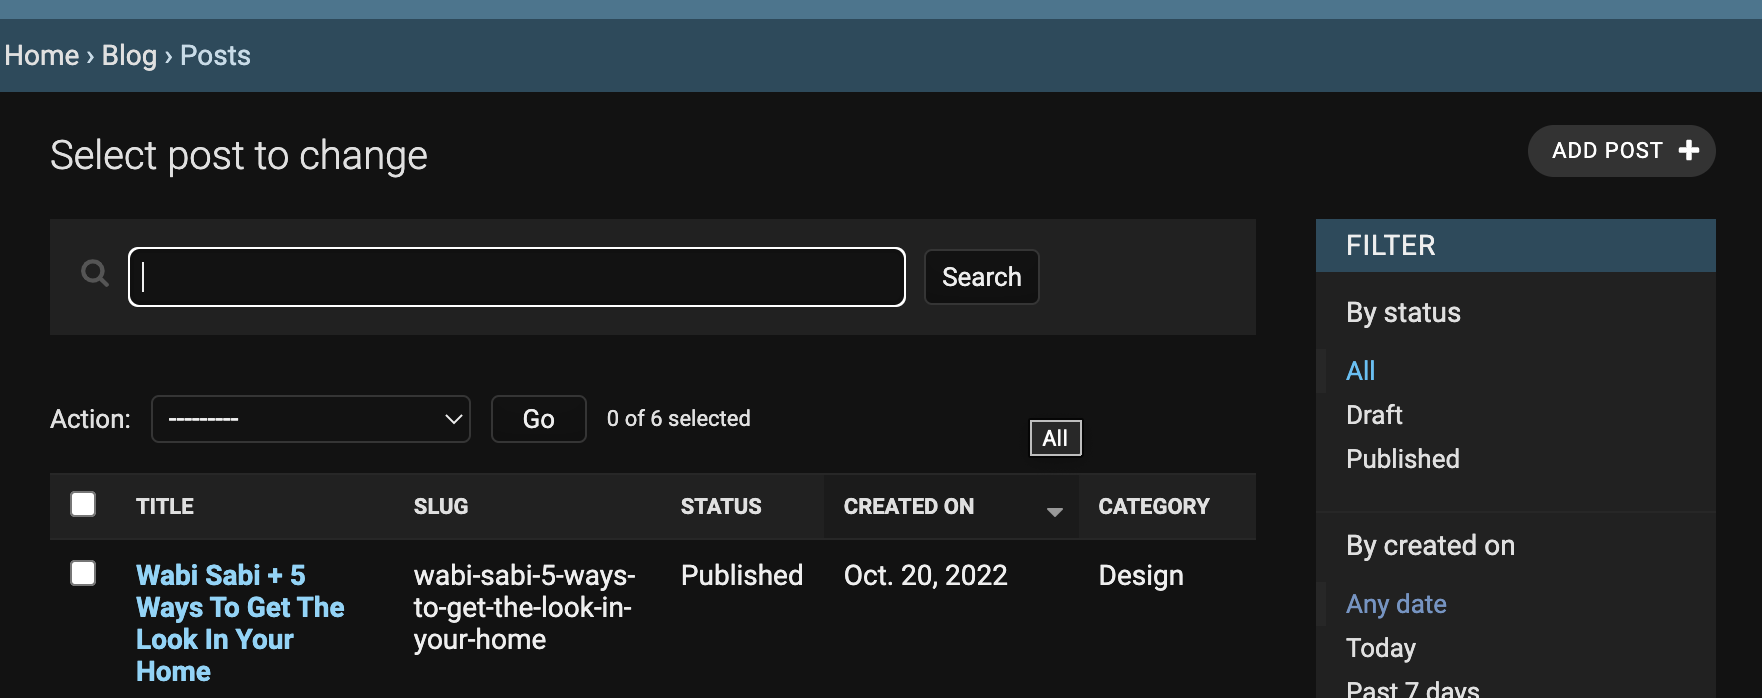 Home › Blog › Posts
Select post to change
ADD POST
Search
FILTER
By status
All
Draft
Published
By created on
Any date
Today
Past 7 days
Action: ---------
Go
0 of 6 selected
All
TITLE SLUG STATUS CREATED ON CATEGORY
Wabi Sabi + 5 wabi-sabi-5-ways- Published Oct. 20, 2022 Design
Ways To Get The to-get-the-look-in-
Look In Your your-home
Home